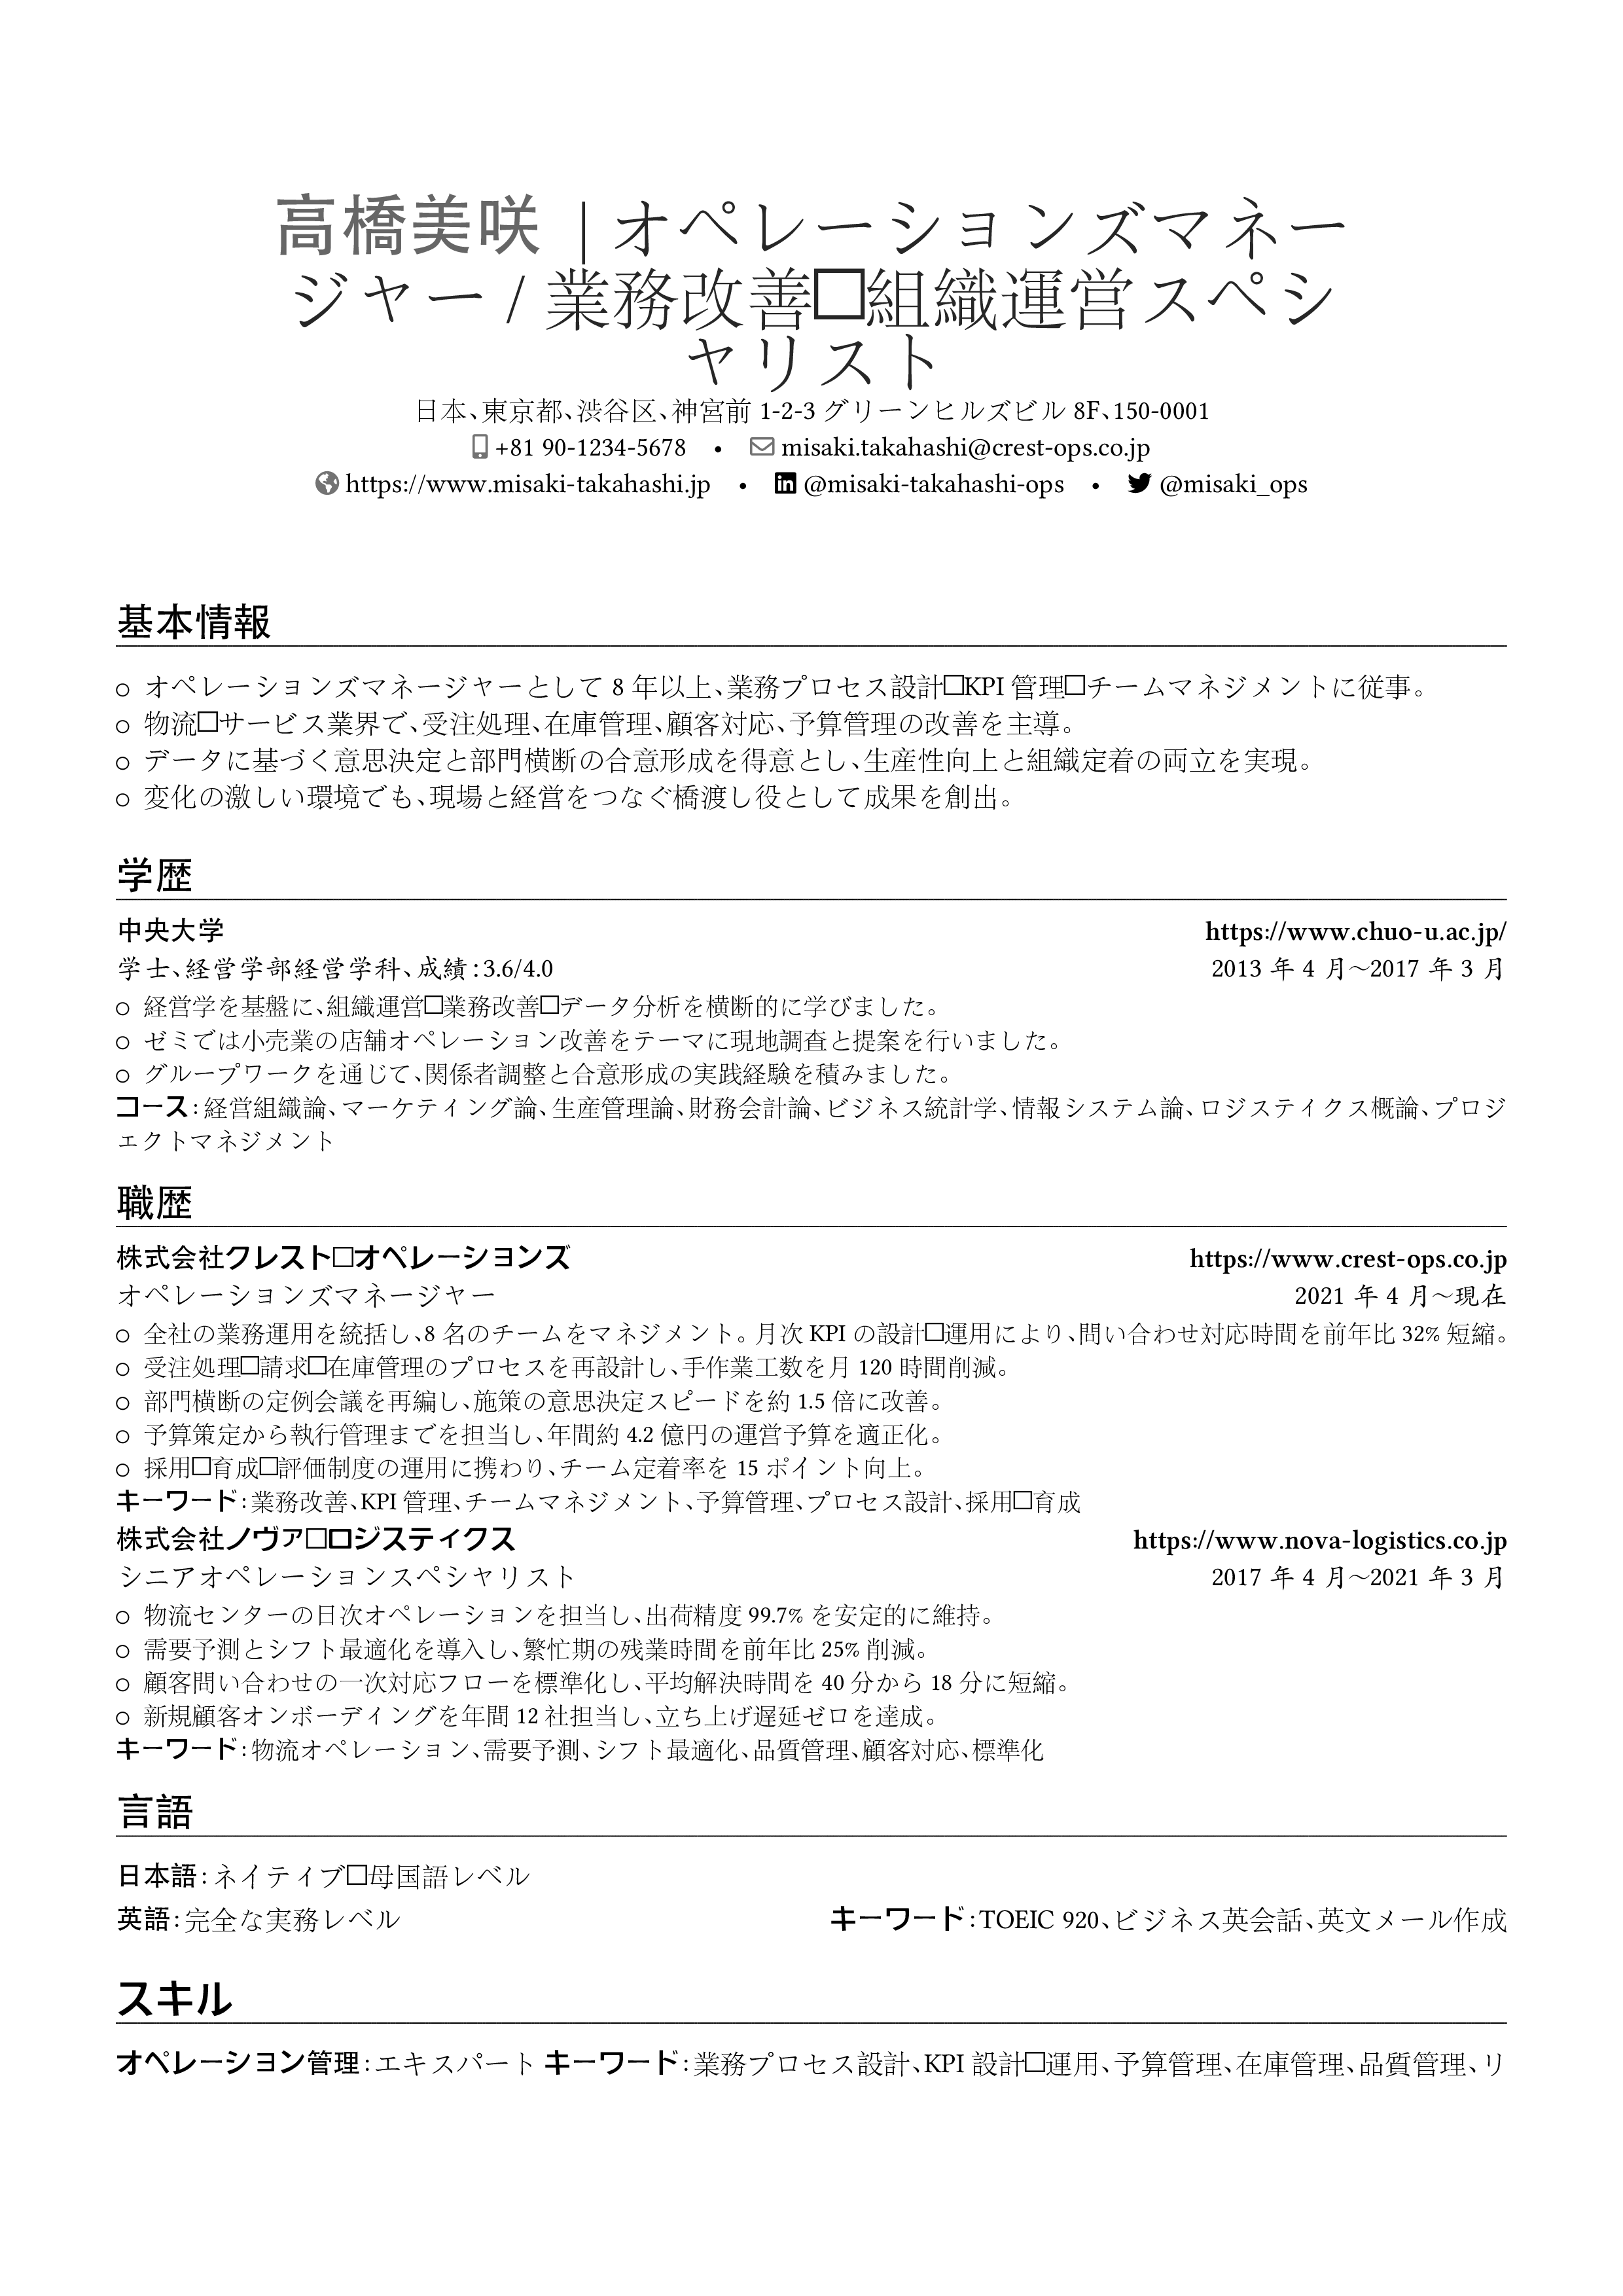 高橋美咲 | オペレーションズマネー
ジャー / 業務改善□組織運営スペシ
ャリスト
日本、東京都、渋谷区、神宮前 1-2-3 グリーンヒルズビル 8F、150-0001
+81 90-1234-5678 • misaki.takahashi@crest-ops.co.jp
https://www.misaki-takahashi.jp • @misaki-takahashi-ops • @misaki_ops
基本情報
○ オペレーションズマネージャーとして 8 年以上、業務プロセス設計□KPI 管理□チームマネジメントに従事。
○ 物流□サービス業界で、受注処理、在庫管理、顧客対応、予算管理の改善を主導。
○ データに基づく意思決定と部門横断の合意形成を得意とし、生産性向上と組織定着の両立を実現。
○ 変化の激しい環境でも、現場と経営をつなぐ橋渡し役として成果を創出。
学歴
中央大学 https://www.chuo-u.ac.jp/
学士、経営学部経営学科、成績：3.6/4.0 2013 年 4 月～2017 年 3 月
○ 経営学を基盤に、組織運営□業務改善□データ分析を横断的に学びました。
○ ゼミでは小売業の店舗オペレーション改善をテーマに現地調査と提案を行いました。
○ グループワークを通じて、関係者調整と合意形成の実践経験を積みました。
コース：経営組織論、マーケティング論、生産管理論、財務会計論、ビジネス統計学、情報システム論、ロジスティクス概論、プロジ
ェクトマネジメント
職歴
株式会社クレスト□オペレーションズ https://www.crest-ops.co.jp
オペレーションズマネージャー 2021 年 4 月～現在
○ 全社の業務運用を統括し、8 名のチームをマネジメント。月次 KPI の設計□運用により、問い合わせ対応時間を前年比 32% 短縮。
○ 受注処理□請求□在庫管理のプロセスを再設計し、手作業工数を月 120 時間削減。
○ 部門横断の定例会議を再編し、施策の意思決定スピードを約 1.5 倍に改善。
○ 予算策定から執行管理までを担当し、年間約 4.2 億円の運営予算を適正化。
○ 採用□育成□評価制度の運用に携わり、チーム定着率を 15 ポイント向上。
キーワード：業務改善、KPI 管理、チームマネジメント、予算管理、プロセス設計、採用□育成
株式会社ノヴァ□ロジスティクス https://www.nova-logistics.co.jp
シニアオペレーションスペシャリスト 2017 年 4 月～2021 年 3 月
○ 物流センターの日次オペレーションを担当し、出荷精度 99.7% を安定的に維持。
○ 需要予測とシフト最適化を導入し、繁忙期の残業時間を前年比 25% 削減。
○ 顧客問い合わせの一次対応フローを標準化し、平均解決時間を 40 分から 18 分に短縮。
○ 新規顧客オンボーディングを年間 12 社担当し、立ち上げ遅延ゼロを達成。
キーワード：物流オペレーション、需要予測、シフト最適化、品質管理、顧客対応、標準化
言語
日本語：ネイティブ□母国語レベル
英語：完全な実務レベル キーワード：TOEIC 920、ビジネス英会話、英文メール作成
スキル
オペレーション管理：エキスパート キーワード：業務プロセス設計、KPI 設計□運用、予算管理、在庫管理、品質管理、リ